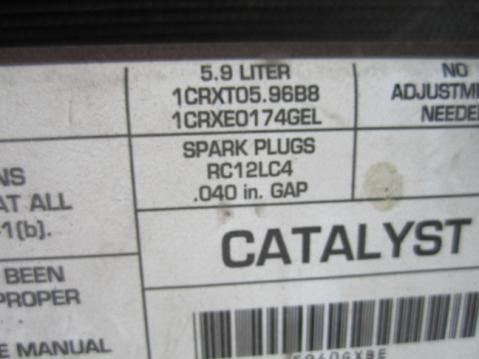 5.9 LITER
1CRXT05.96B8
1CRXE0174GEL
NO
ADJUSTME
NEEDE
SPARK PLUGS
RC12LC4
.040 in. GAP
NS
AT ALL
-1(b).
CATALYST
BEEN
PROPER
E MANUAL